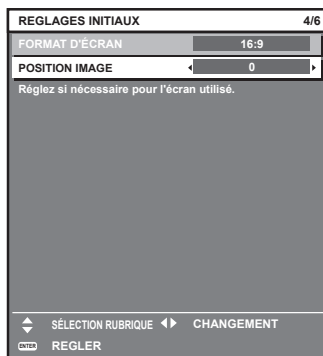 REGLAGES INITIAUX 4/6
FORMAT D'ÉCRAN 16:9
POSITION IMAGE 0
Réglez si nécessaire pour l'écran utilisé.
SÉLECTION RUBRIQUE CHANGEMENT
ENTER REGLER